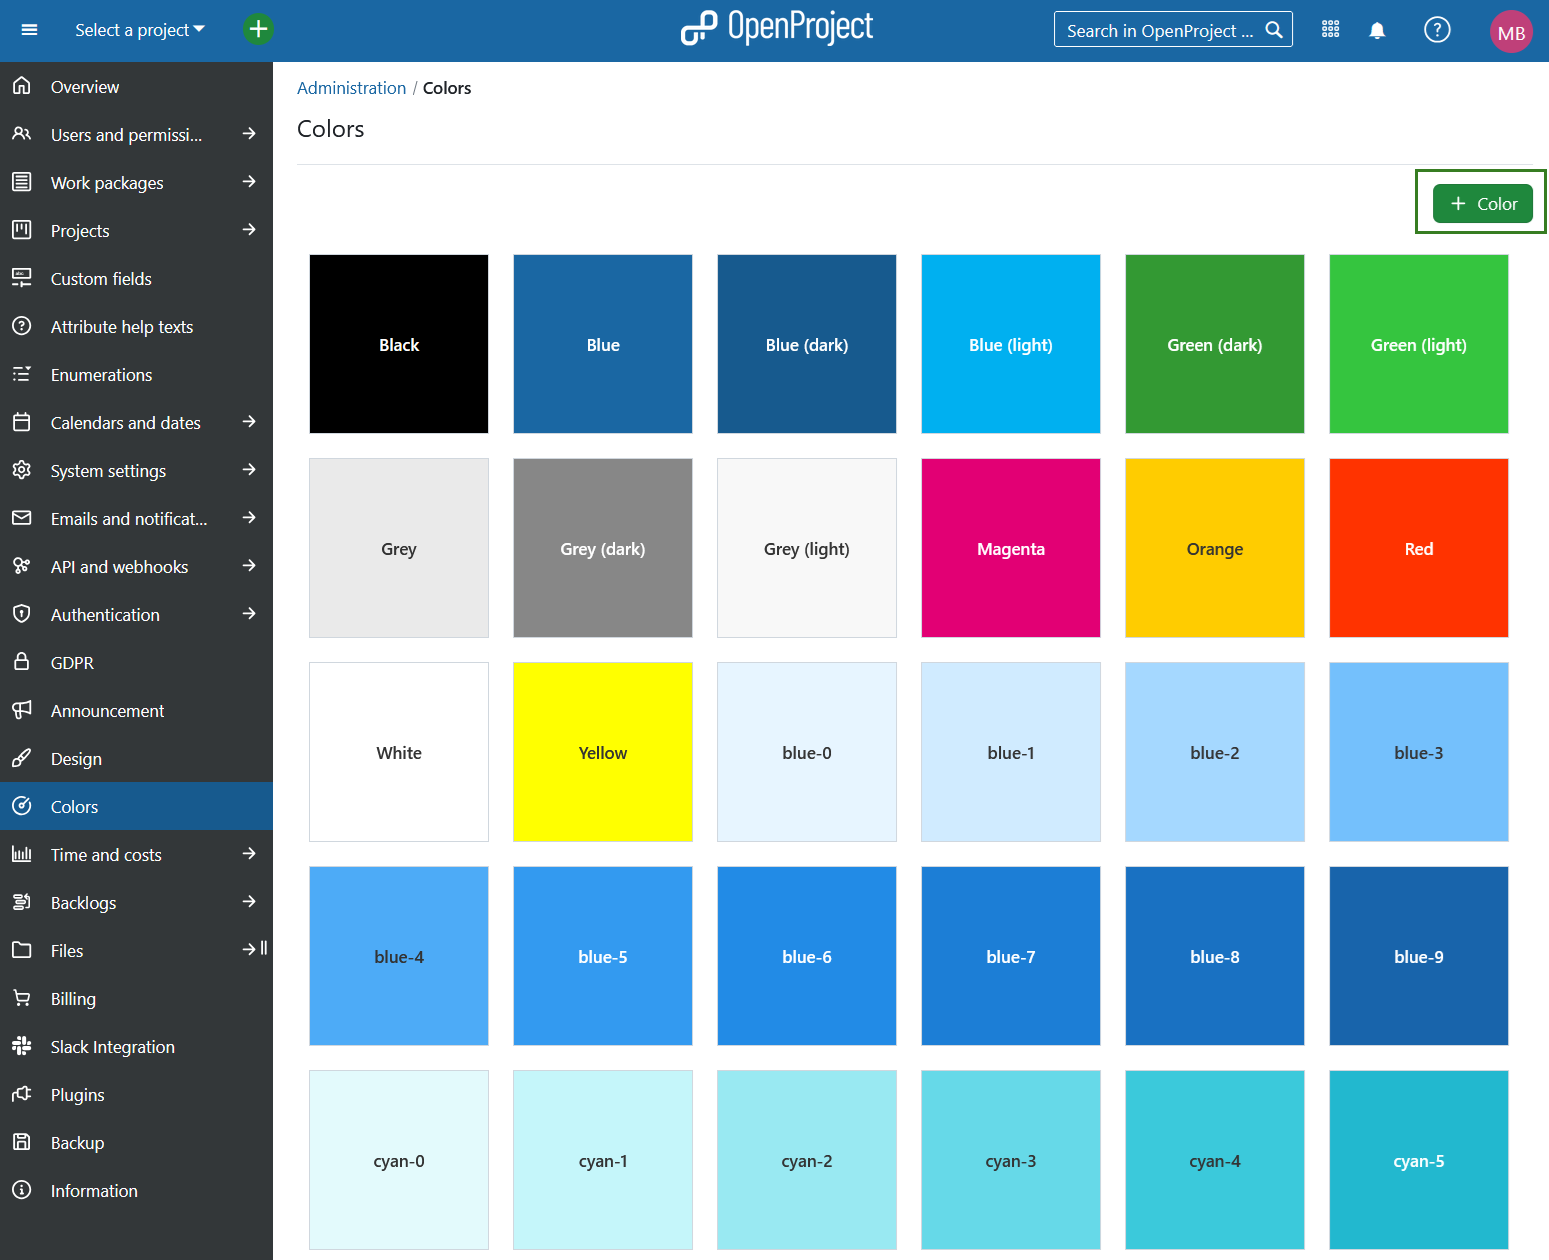 Select a project
OpenProject
Search in OpenProject ...
MB
Overview
Users and permissi...
Work packages
Projects
Custom fields
Attribute help texts
Enumerations
Calendars and dates
System settings
Emails and notificat...
API and webhooks
Authentication
GDPR
Announcement
Design
Colors
Time and costs
Backlogs
Files
Billing
Slack Integration
Plugins
Backup
Information
Administration / Colors
Colors
+ Color
Black
Blue
Blue (dark)
Blue (light)
Green (dark)
Green (light)
Grey
Grey (dark)
Grey (light)
Magenta
Orange
Red
White
Yellow
blue-0
blue-1
blue-2
blue-3
blue-4
blue-5
blue-6
blue-7
blue-8
blue-9
cyan-0
cyan-1
cyan-2
cyan-3
cyan-4
cyan-5